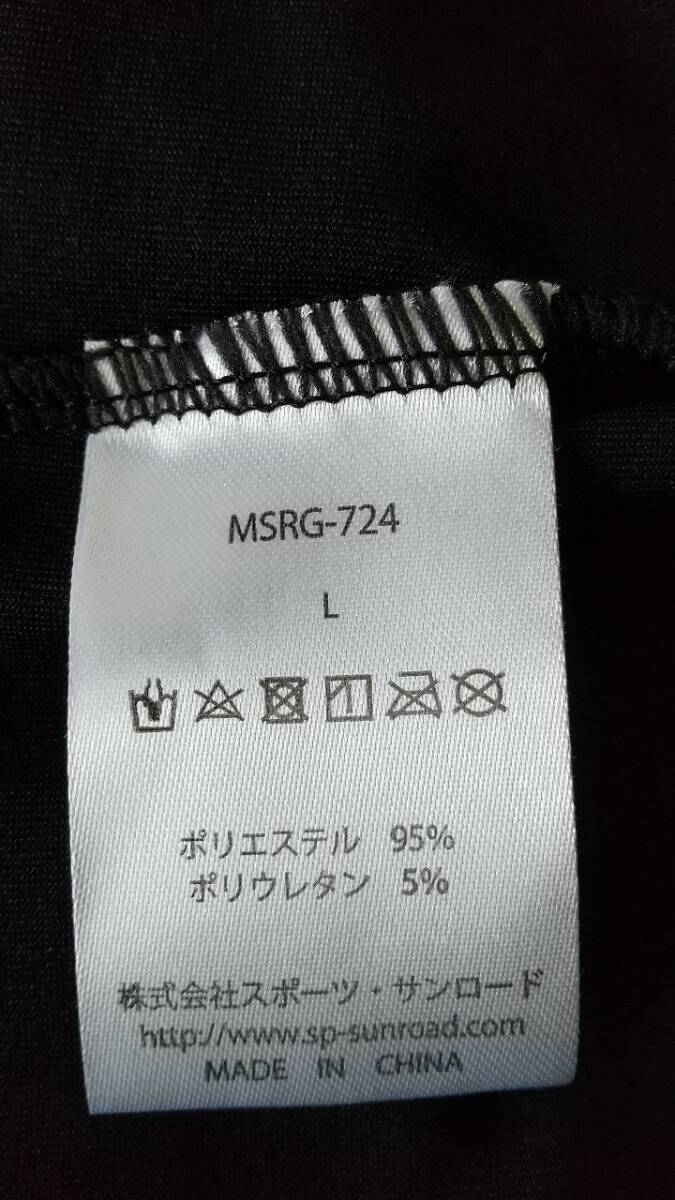 MSRG-724
L
ポリエステル 95%
ポリウレタン 5%
株式会社スポーツ・サンロード
http://www.sp-sunroad.com
MADE IN CHINA